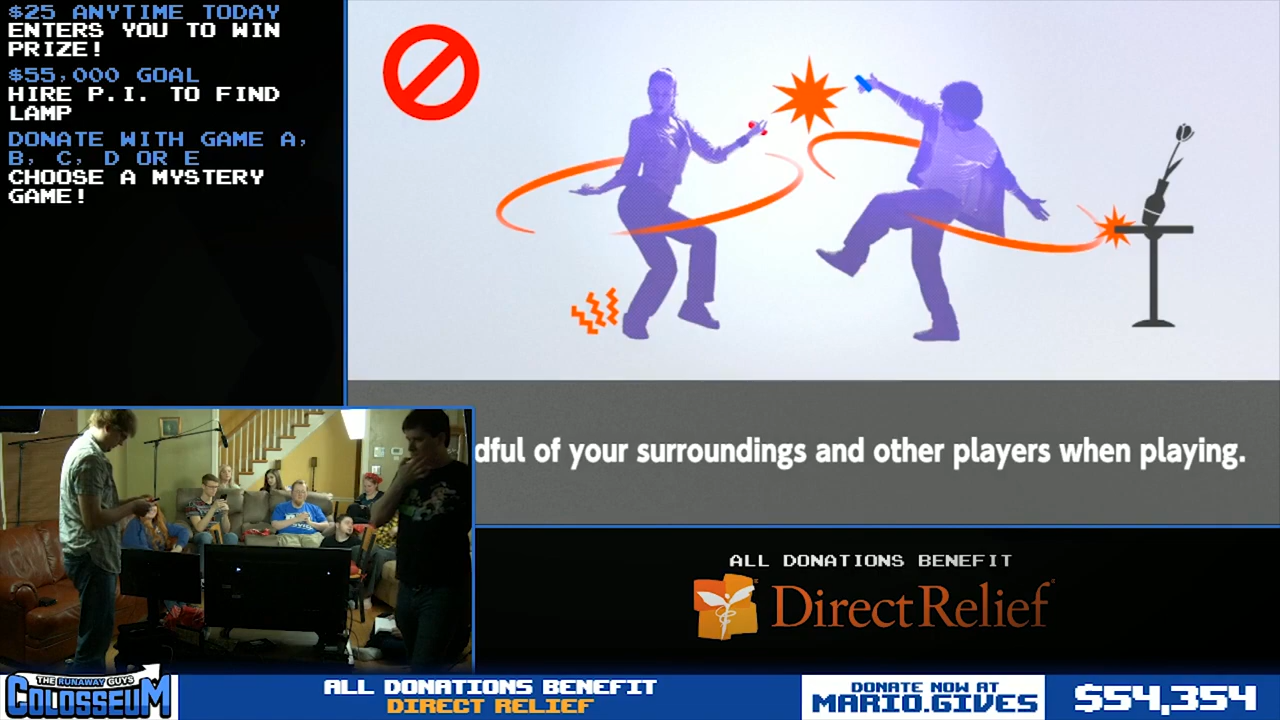 $25 ANYTIME TODAY
ENTERS YOU TO WIN
PRIZE!
$55,000 GOAL
HIRE P.I. TO FIND
LAMP
DONATE WITH GAME A,
B, C, D OR E
CHOOSE A MYSTERY
GAME!
dful of your surroundings and other players when playing.
ALL DONATIONS BENEFIT
DirectRelief
THE RUNAWAY GUYS
COLOSSEUM
ALL DONATIONS BENEFIT
DIRECT RELIEF
DONATE NOW AT
MARIO.GIVES
$54,354